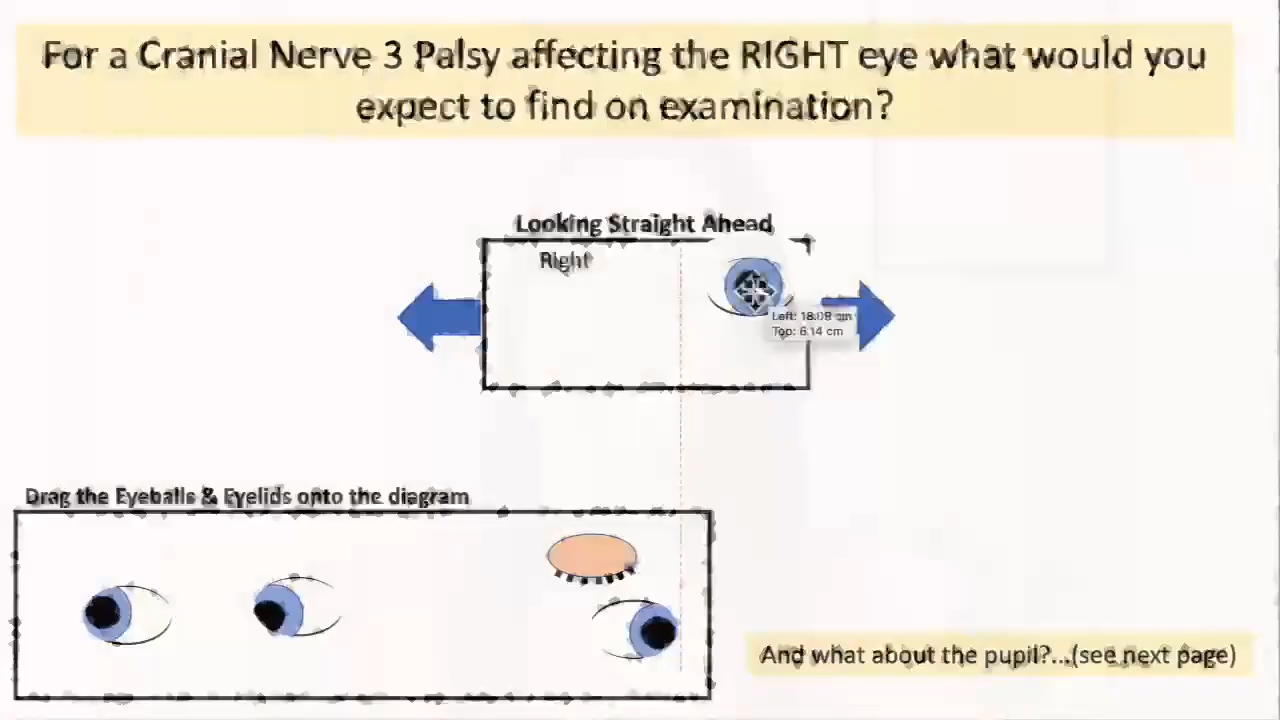 For a Cranial Nerve 3 Palsy affecting the RIGHT eye what would you
expect to find on examination?
Looking Straight Ahead
Right
Left: 18.09 cm
Top: 6.14 cm
Drag the Eyeballs & Eyelids onto the diagram
And what about the pupil?...(see next page)